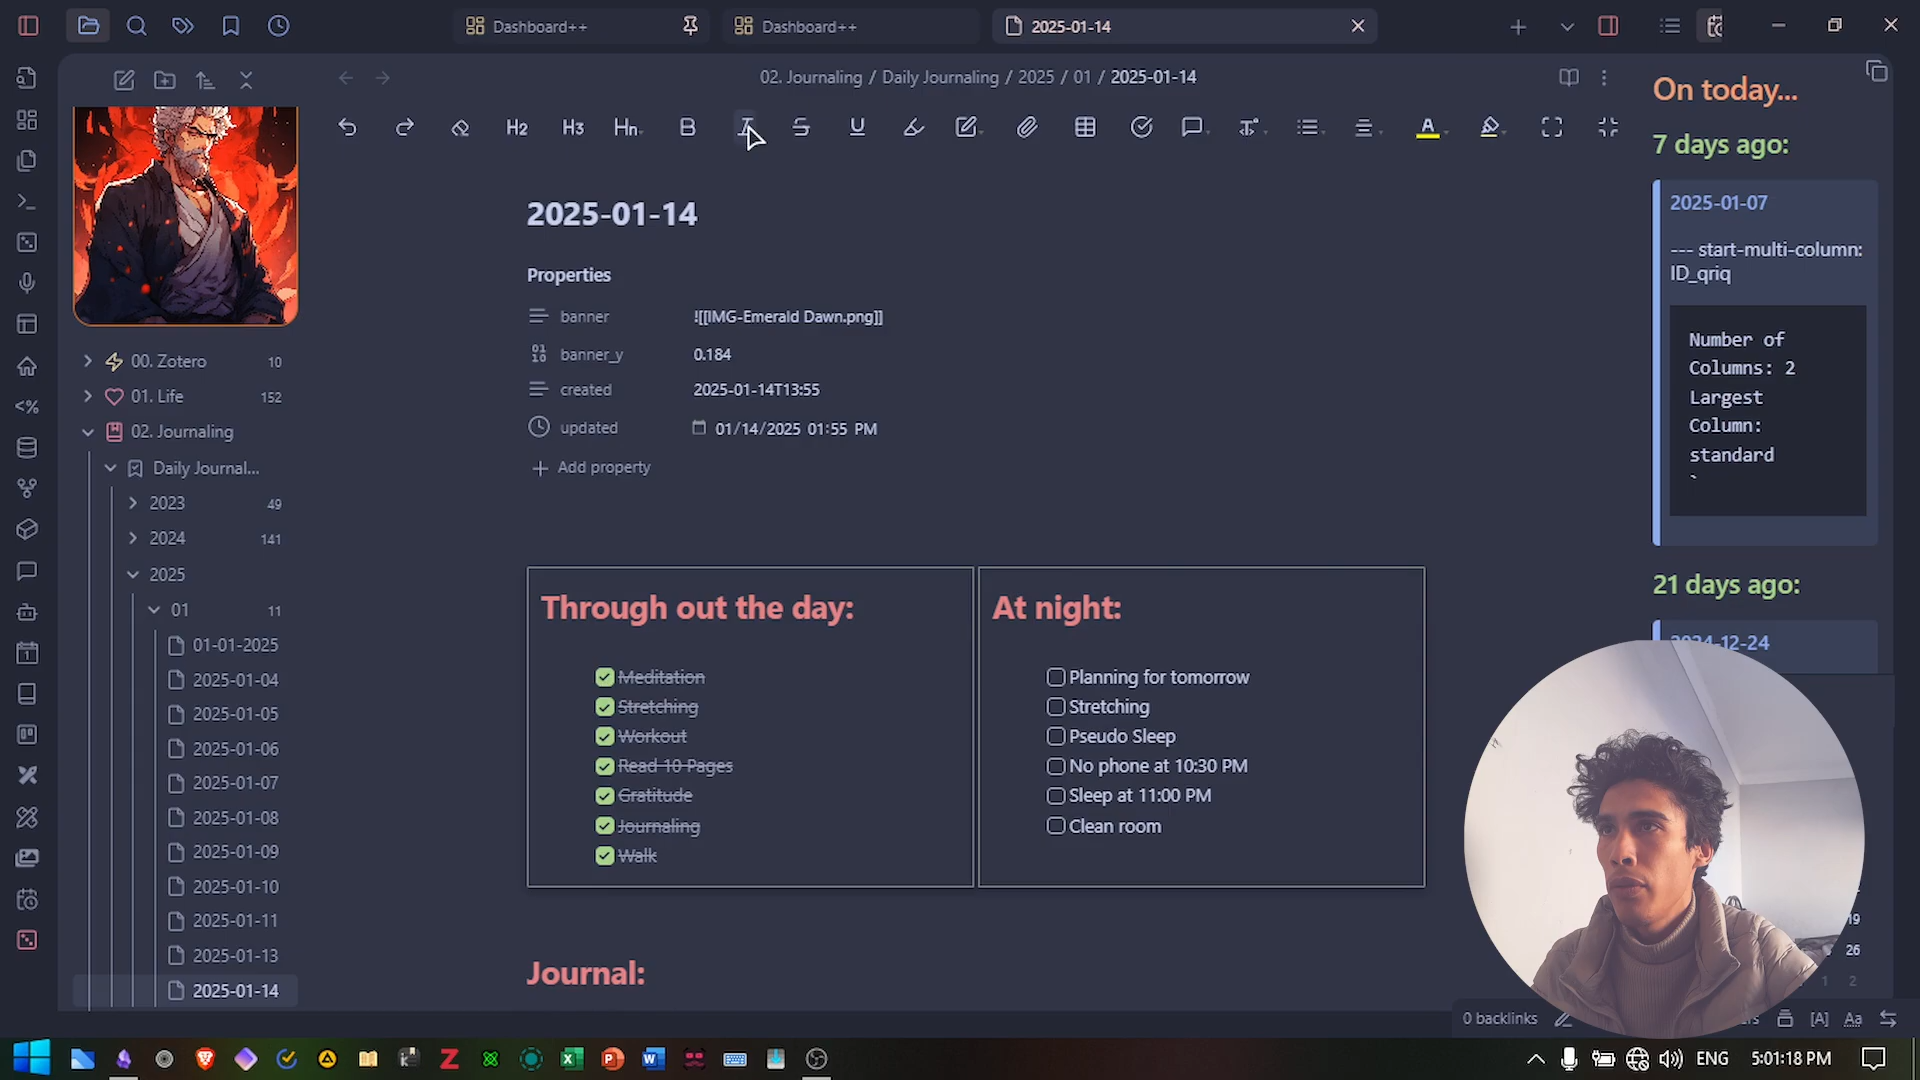 Dashboard++
Dashboard++
2025-01-14
02. Journaling / Daily Journaling / 2025 / 01 / 2025-01-14
H2 H3 Hn B I S U A
00. Zotero 10
01. Life 152
02. Journaling
Daily Journal...
2023 49
2024 141
2025
01 11
01-01-2025
2025-01-04
2025-01-05
2025-01-06
2025-01-07
2025-01-08
2025-01-09
2025-01-10
2025-01-11
2025-01-13
2025-01-14
2025-01-14
Properties
banner ![[IMG-Emerald Dawn.png]]
banner_y 0.184
created 2025-01-14T13:55
updated 01/14/2025 01:55 PM
Add property
Through out the day:
Meditation
Stretching
Workout
Read 10 Pages
Gratitude
Journaling
Walk
At night:
Planning for tomorrow
Stretching
Pseudo Sleep
No phone at 10:30 PM
Sleep at 11:00 PM
Clean room
Journal:
On today...
7 days ago:
2025-01-07
--- start-multi-column:
ID_qriq
Number of
Columns: 2
Largest
Column:
standard
`
21 days ago:
2024-12-24
19
26
1 2
0 backlinks
[A] Aa
ENG 5:01:18 PM